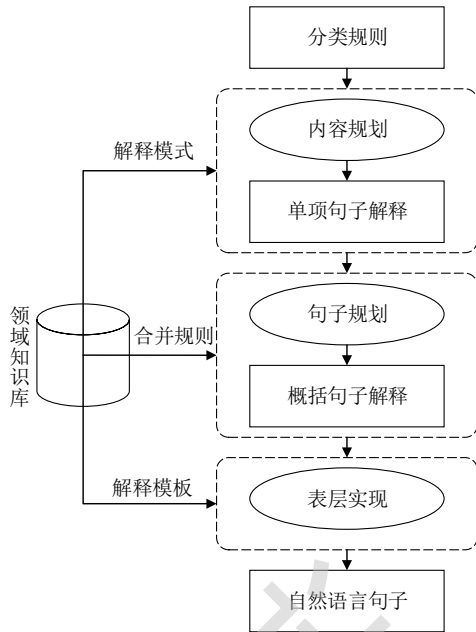 分类规则
内容规划
解释模式
单项句子解释
句子规划
领域知识库
合并规则
概括句子解释
解释模板
表层实现
自然语言句子